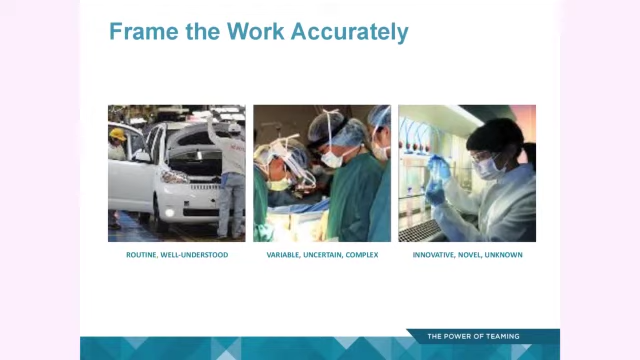 Frame the Work Accurately
ROUTINE, WELL-UNDERSTOOD
VARIABLE, UNCERTAIN, COMPLEX
INNOVATIVE, NOVEL, UNKNOWN
THE POWER OF TEAMING